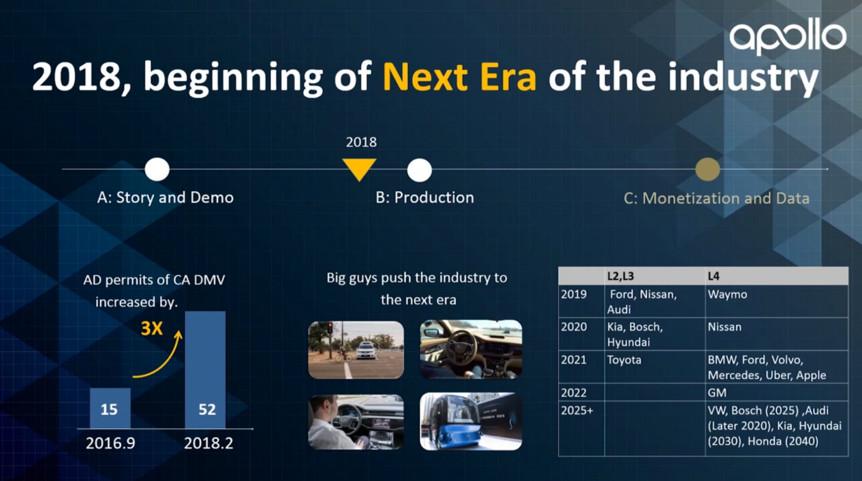 apollo
2018, beginning of Next Era of the industry
2018
A: Story and Demo
B: Production
C: Monetization and Data
AD permits of CA DMV
increased by.
3X
15
52
2016.9
2018.2
Big guys push the industry to
the next era
L2,L3
L4
2019
Ford, Nissan,
Audi
Waymo
2020
Kia, Bosch,
Hyundai
Nissan
2021
Toyota
BMW, Ford, Volvo,
Mercedes, Uber, Apple
2022
GM
2025+
VW, Bosch (2025) ,Audi
(Later 2020), Kia, Hyundai
(2030), Honda (2040)